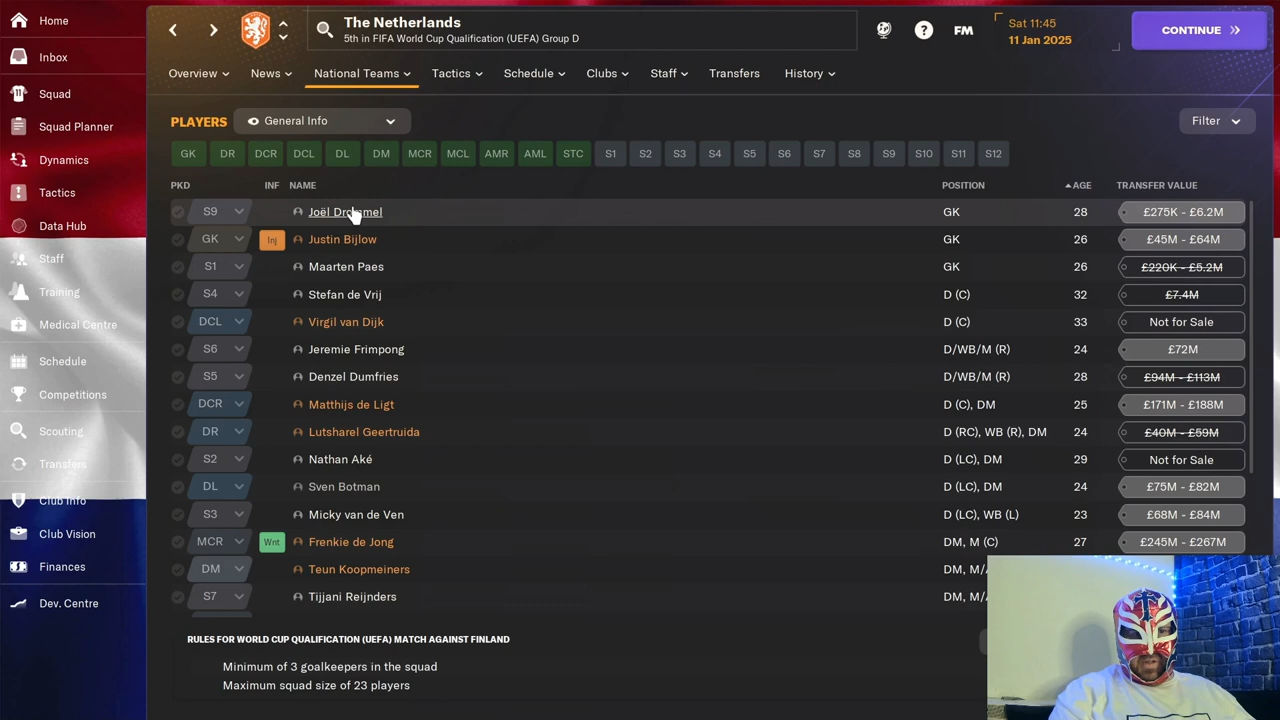 Home
Inbox
Squad
Squad Planner
Dynamics
Tactics
Data Hub
Staff
Training
Medical Centre
Schedule
Competitions
Scouting
Transfers
Club Info
Club Vision
Finances
Dev. Centre
The Netherlands
5th in FIFA World Cup Qualification (UEFA) Group D
FM
Sat 11:45
11 Jan 2025
CONTINUE
Overview News National Teams Tactics Schedule Clubs Staff Transfers History
PLAYERS General Info Filter
GK DR DCR DCL DL DM MCR MCL AMR AML STC S1 S2 S3 S4 S5 S6 S7 S8 S9 S10 S11 S12
PKD INF NAME POSITION AGE TRANSFER VALUE
S9 Joël GK 28 £275K - £6.2M
GK Inj Justin Bijlow GK 26 £45M - £64M
S1 Maarten Paes GK 26 £220K - £5.2M
S4 Stefan de Vrij D (C) 32 £7.4M
DCL Virgil van Dijk D (C) 33 Not for Sale
S6 Jeremie Frimpong D/WB/M (R) 24 £72M
S5 Denzel Dumfries D/WB/M (R) 28 £94M - £113M
DCR Matthijs de Ligt D (C), DM 25 £171M - £188M
DR Lutsharel Geertruida D (RC), WB (R), DM 24 £40M - £59M
S2 Nathan Aké D (LC), DM 29 Not for Sale
DL Sven Botman D (LC), DM 24 £75M - £82M
S3 Micky van de Ven D (LC), WB (L) 23 £68M - £84M
MCR Wnt Frenkie de Jong DM, M (C) 27 £245M - £267M
DM Teun Koopmeiners DM,
S7 Tijjani Reijnders DM,
RULES FOR WORLD CUP QUALIFICATION (UEFA) MATCH AGAINST FINLAND
Minimum of 3 goalkeepers in the squad
Maximum squad size of 23 players